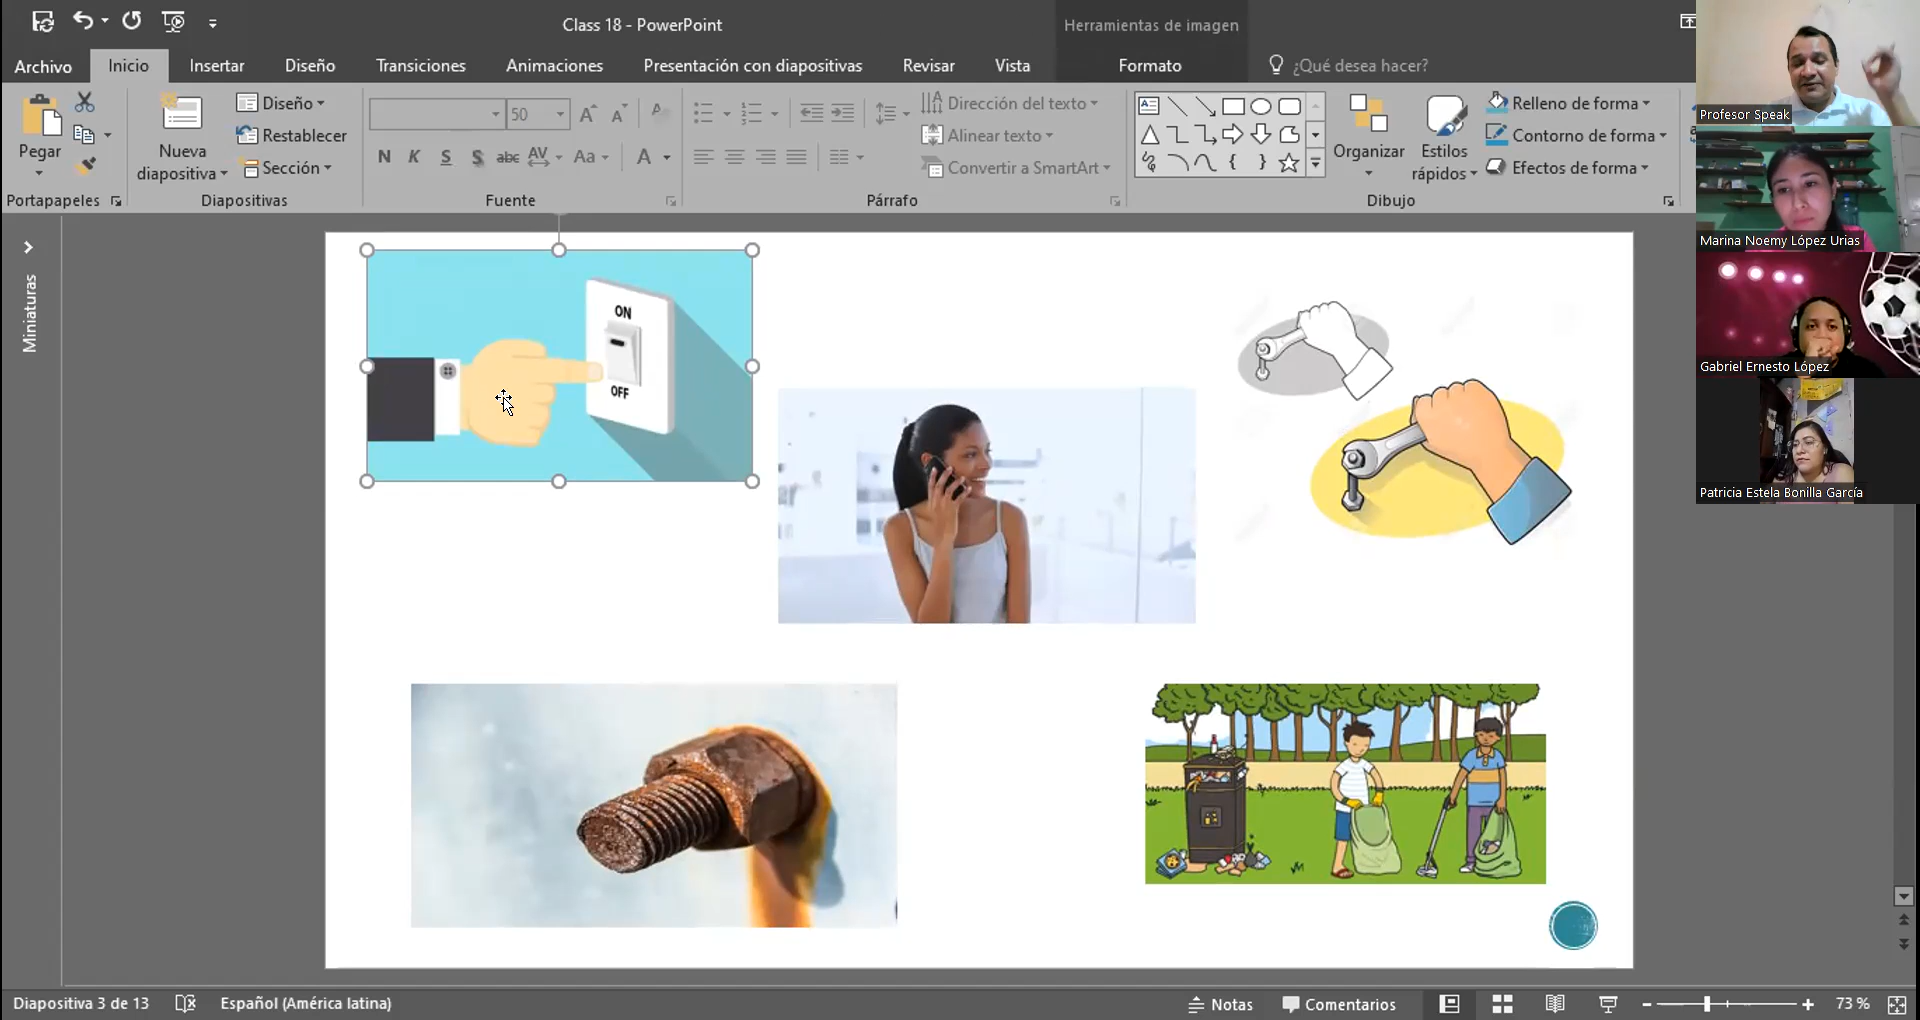 Class 18 - PowerPoint
Herramientas de imagen
Archivo
Inicio
Insertar
Diseño
Transiciones
Animaciones
Presentación con diapositivas
Revisar
Vista
Formato
¿Qué desea hacer?
Pegar
Nueva
diapositiva
Diseño
Restablecer
Sección
50
N K S S abc AV Aa A
Dirección del texto
Alinear texto
Convertir a SmartArt
Organizar
Estilos
rápidos
Relleno de forma
Contorno de forma
Efectos de forma
Portapapeles
Diapositivas
Fuente
Párrafo
Dibujo
Miniaturas
ON
OFF
Profesor Speak
Marina Noemy López Urias
Gabriel Ernesto López
Patricia Estela Bonilla García
Diapositiva 3 de 13
Español (América latina)
Notas
Comentarios
73 %